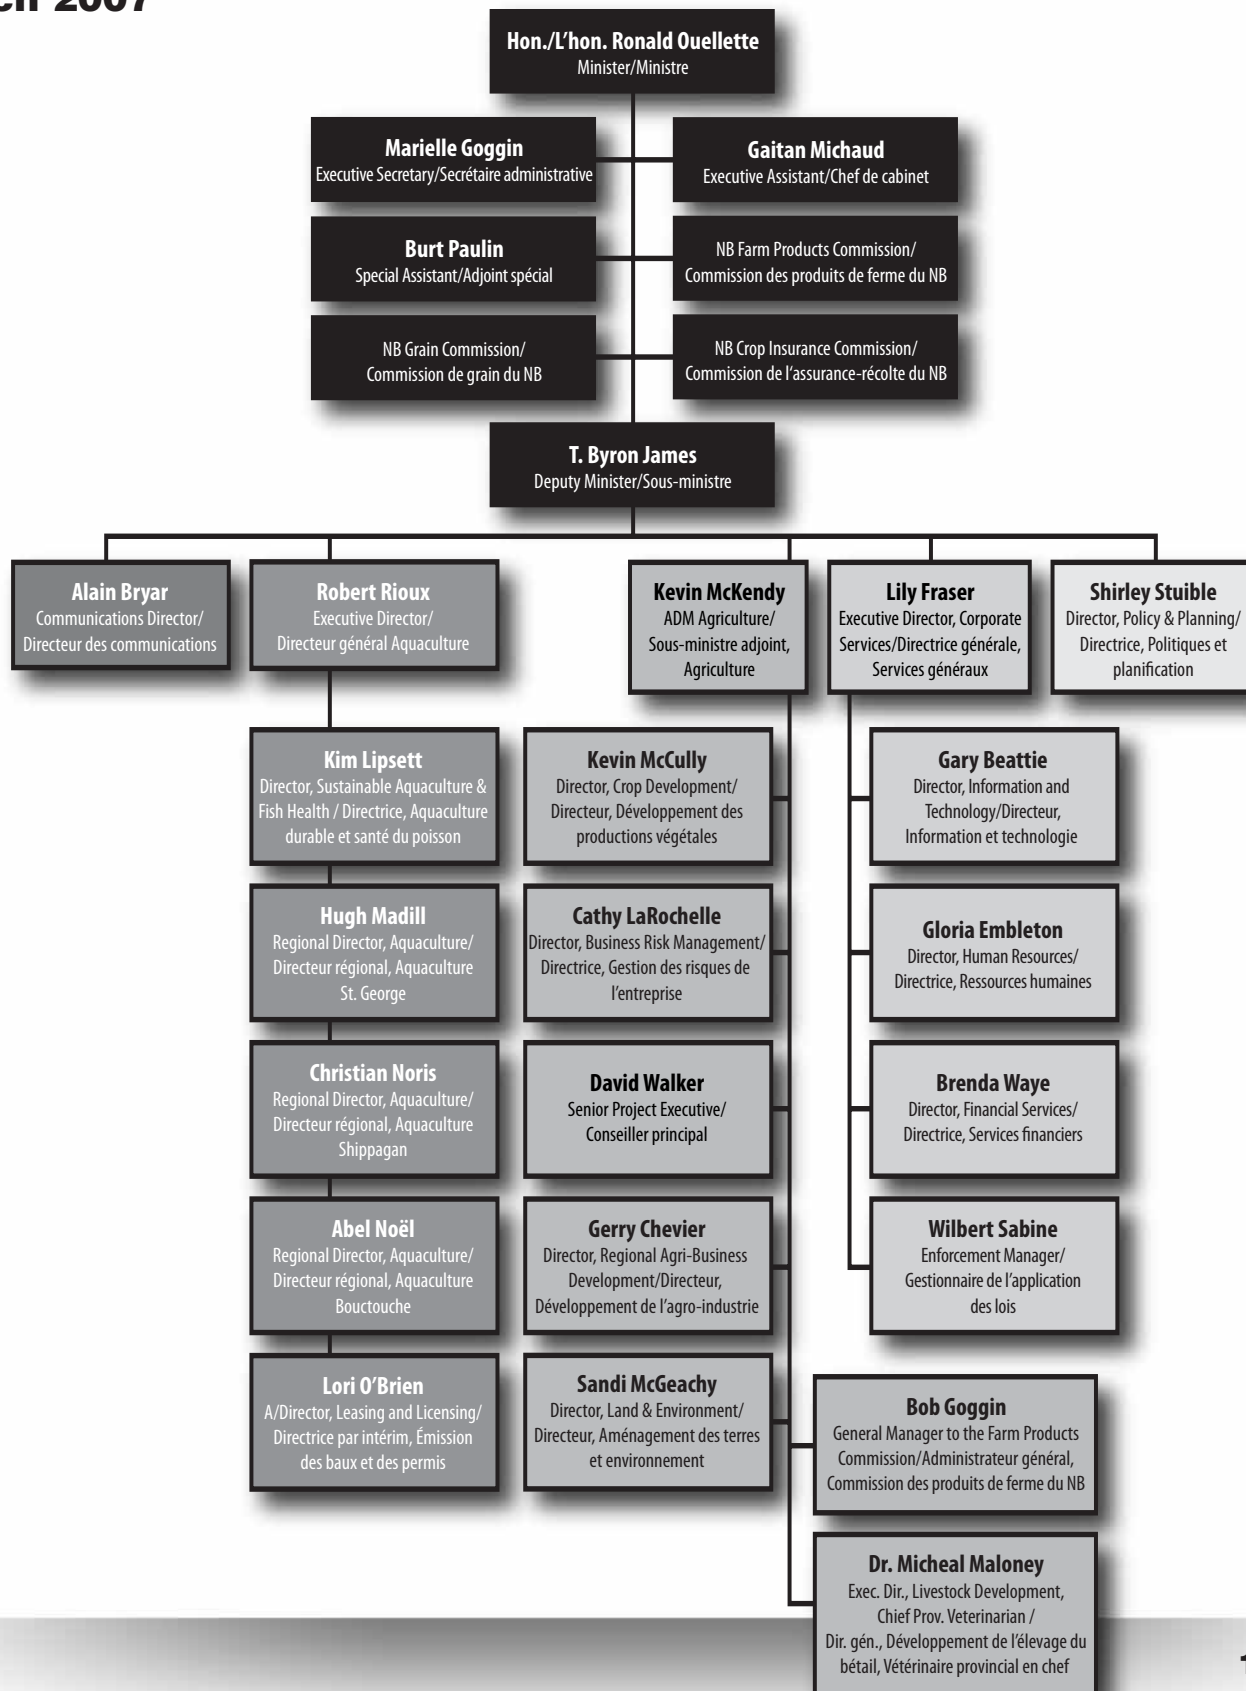 2007
Hon./L'hon. Ronald Ouellette
Minister/Ministre
Marielle Goggin
Executive Secretary/Secrétaire administrative
Gaitan Michaud
Executive Assistant/Chef de cabinet
Burt Paulin
Special Assistant/Adjoint spécial
NB Farm Products Commission/
Commission des produits de ferme du NB
NB Grain Commission/
Commission de grain du NB
NB Crop Insurance Commission/
Commission de l'assurance-récolte du NB
T. Byron James
Deputy Minister/Sous-ministre
Alain Bryar
Communications Director/
Directeur des communications
Robert Rioux
Executive Director/
Directeur général Aquaculture
Kevin McKendy
ADM Agriculture/
Sous-ministre adjoint,
Agriculture
Lily Fraser
Executive Director, Corporate
Services/Directrice générale,
Services généraux
Shirley Stuible
Director, Policy & Planning/
Directrice, Politiques et
planification
Kim Lipsett
Director, Sustainable Aquaculture &
Fish Health / Directrice, Aquaculture
durable et santé du poisson
Hugh Madill
Regional Director, Aquaculture/
Directeur régional, Aquaculture
St. George
Christian Noris
Regional Director, Aquaculture/
Directeur régional, Aquaculture
Shippagan
Abel Noël
Regional Director, Aquaculture/
Directeur régional, Aquaculture
Bouctouche
Lori O'Brien
A/Director, Leasing and Licensing/
Directrice par intérim, Émission
des baux et des permis
Kevin McCully
Director, Crop Development/
Directeur, Développement des
productions végétales
Cathy LaRochelle
Director, Business Risk Management/
Directrice, Gestion des risques de
l'entreprise
David Walker
Senior Project Executive/
Conseiller principal
Gerry Chevier
Director, Regional Agri-Business
Development/Directeur,
Développement de l'agro-industrie
Sandi McGeachy
Director, Land & Environment/
Directeur, Aménagement des terres
et environnement
Gary Beattie
Director, Information and
Technology/Directeur,
Information et technologie
Gloria Embleton
Director, Human Resources/
Directrice, Ressources humaines
Brenda Waye
Director, Financial Services/
Directrice, Services financiers
Wilbert Sabine
Enforcement Manager/
Gestionnaire de l'application
des lois
Bob Goggin
General Manager to the Farm Products
Commission/Administrateur général,
Commission des produits de ferme du NB
Dr. Micheal Maloney
Exec. Dir., Livestock Development,
Chief Prov. Veterinarian /
Dir. gén., Développement de l'élevage du
bétail, Vétérinaire provincial en chef